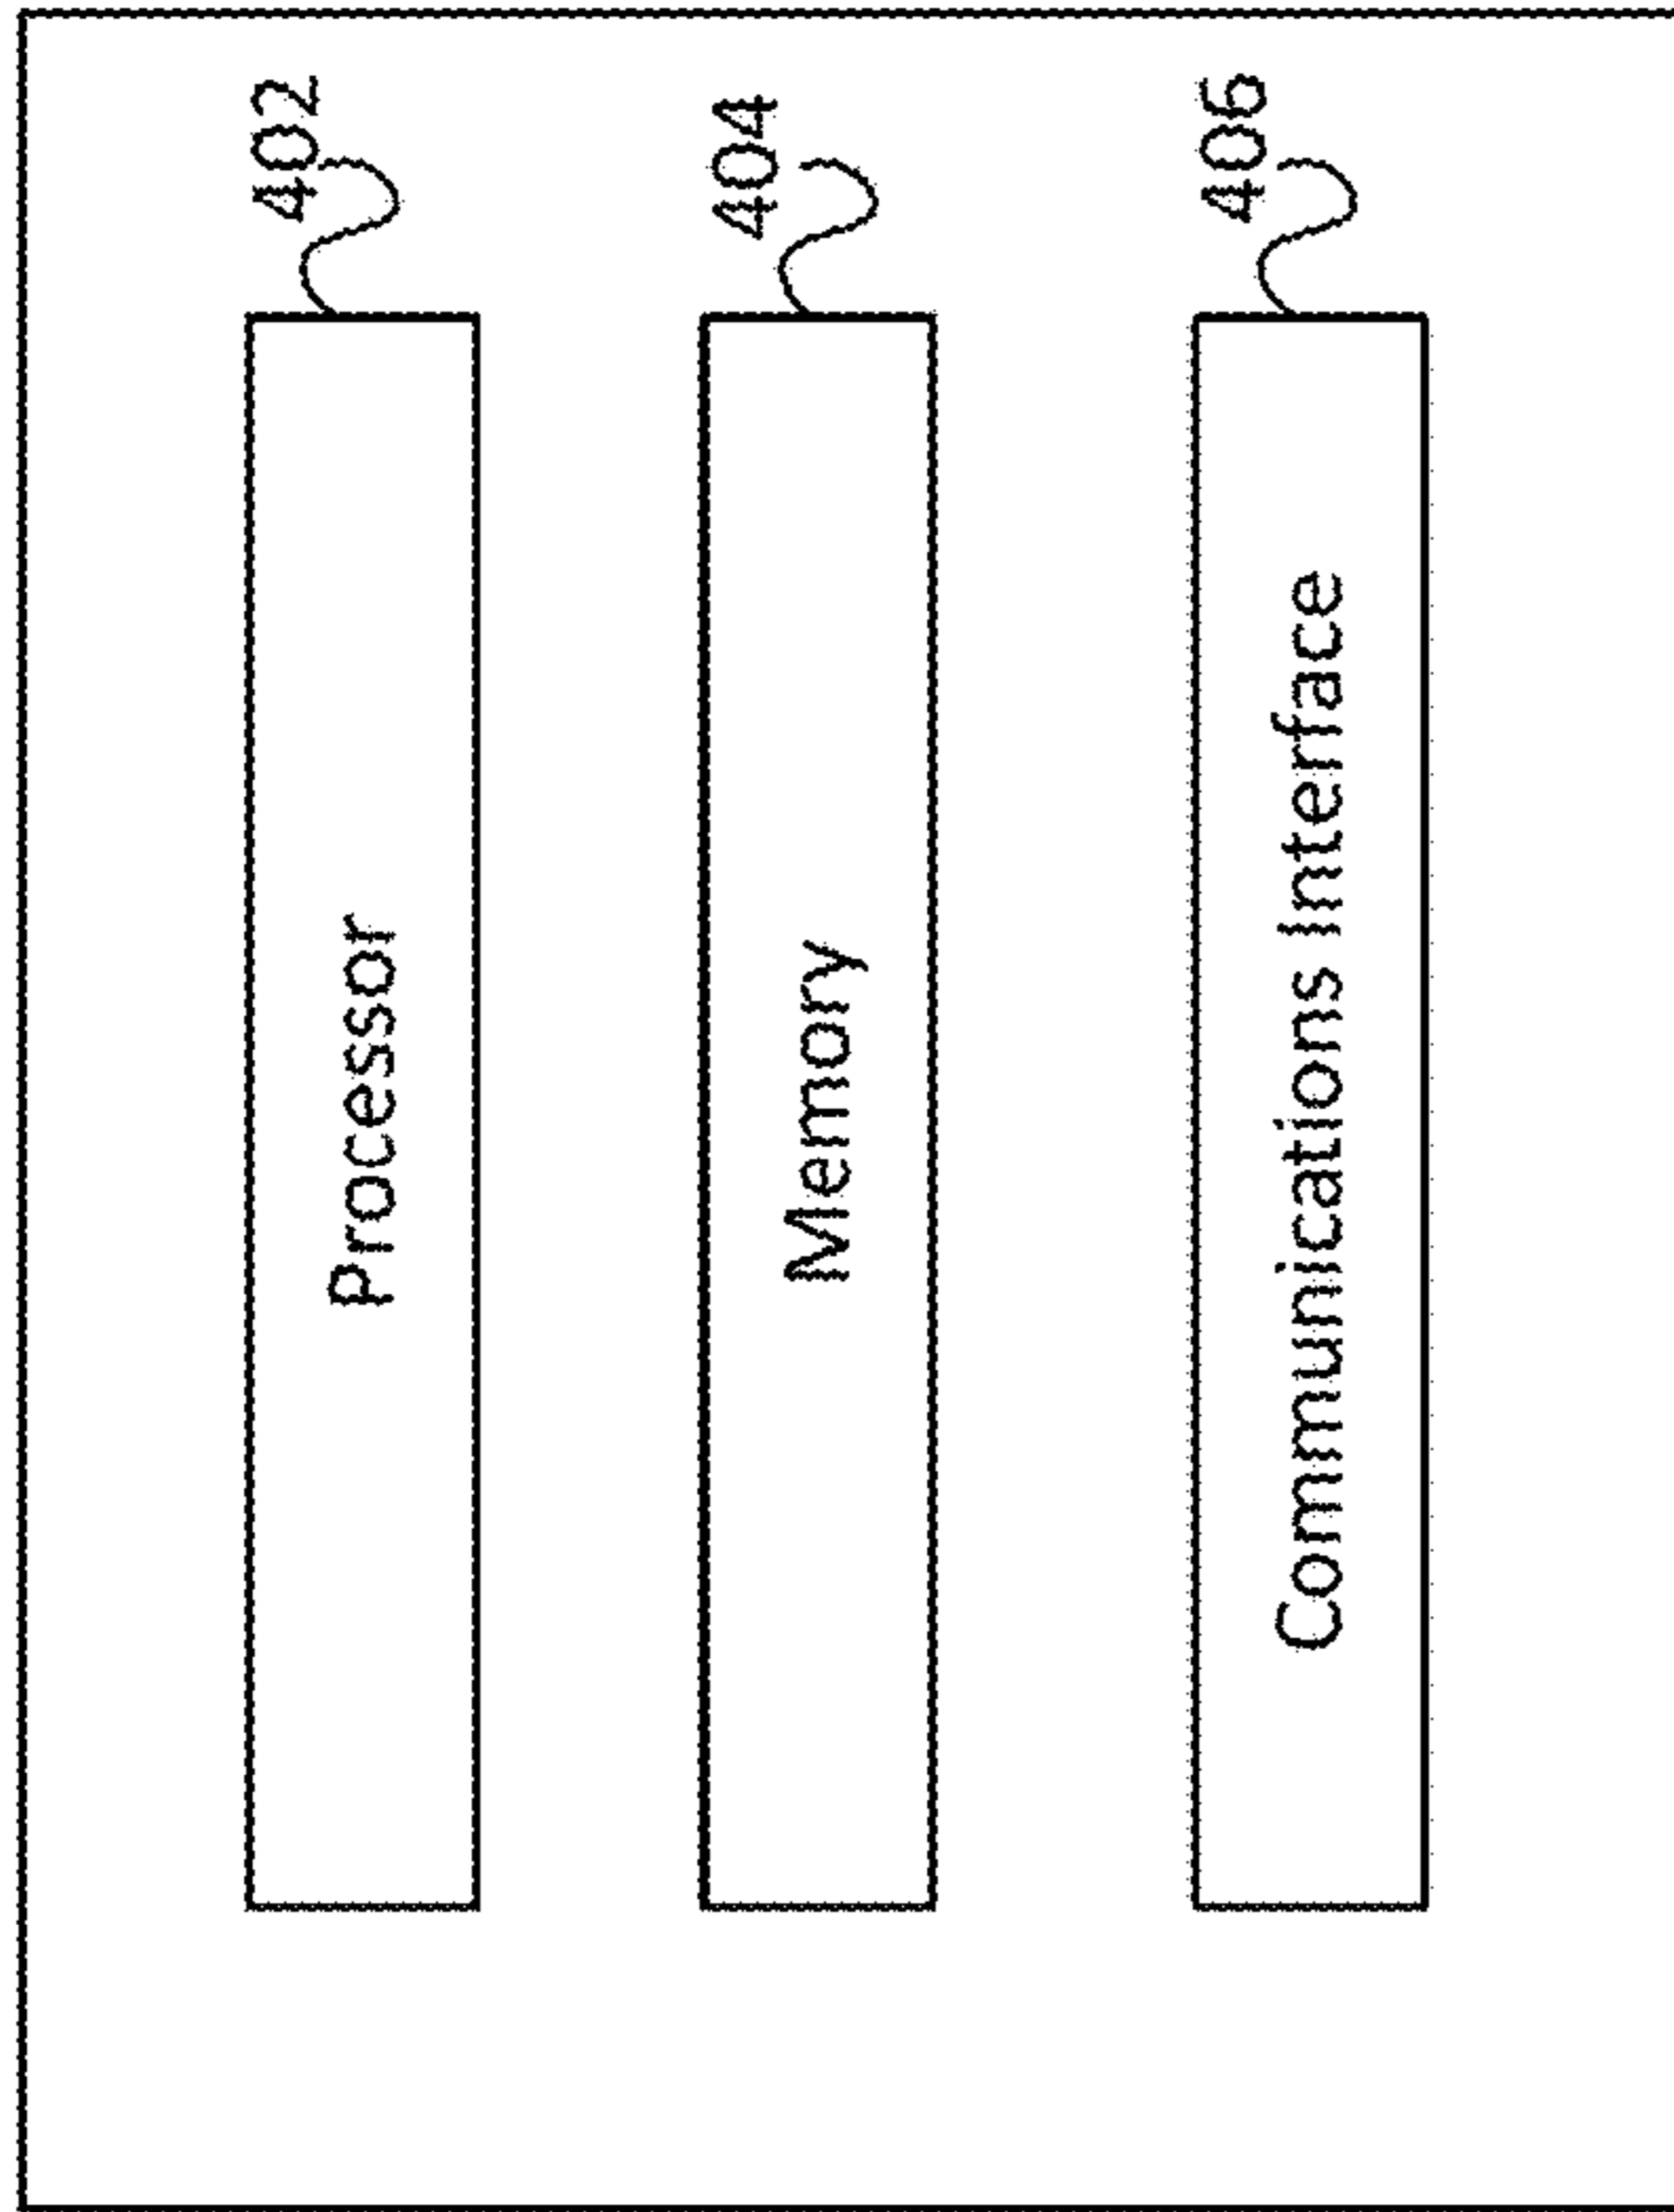 402
Processor
404
Memory
406
Communications Interface